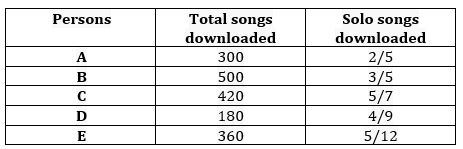 Persons Total songs downloaded Solo songs downloaded
A 300 2/5
B 500 3/5
C 420 5/7
D 180 4/9
E 360 5/12